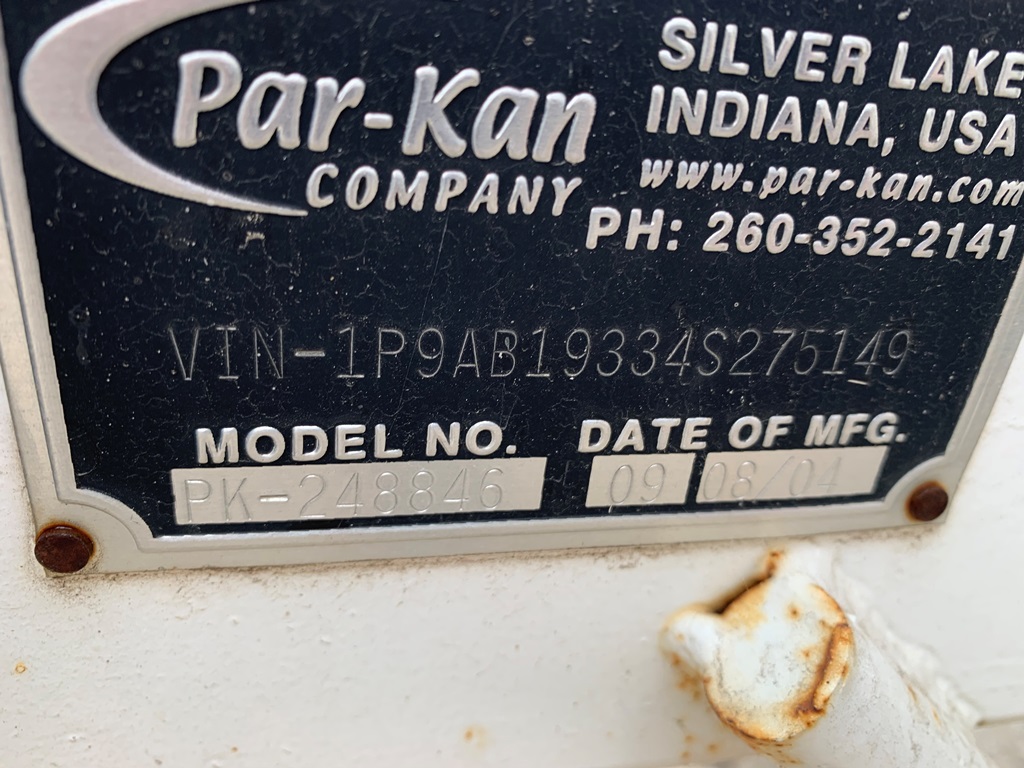 Par-Kan
COMPANY
SILVER LAKE
INDIANA, USA
www.par-kan.com
PH: 260-352-2141
VIN-1P9AB19334S275149
MODEL NO. DATE OF MFG.
PK-248846 09 08/04